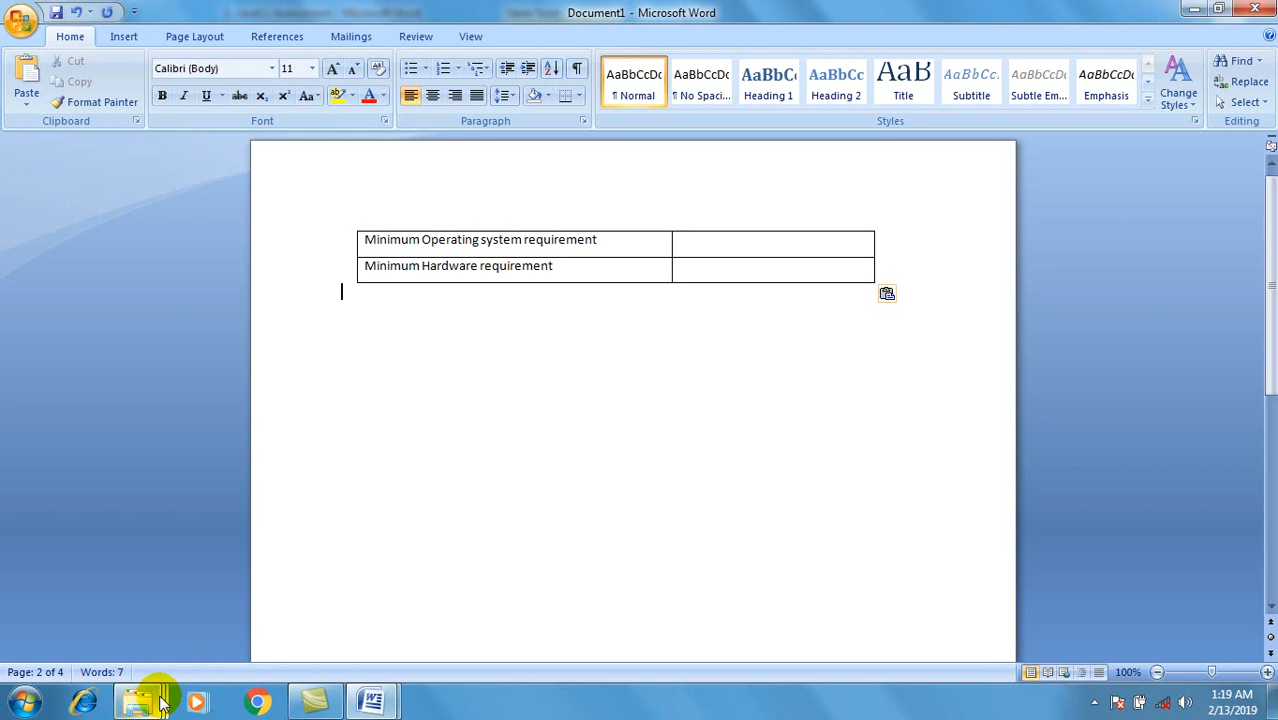 Document1 - Microsoft Word
Home Insert Page Layout References Mailings Review View
Paste
Cut
Copy
Format Painter
Clipboard
Calibri (Body) 11
Font
Paragraph
AaBbCcDc AaBbCcDc AaBbC( AaBbCc AaB AaBbCc. AaBbCcDc AaBbCcDc
¶ Normal ¶ No Spaci... Heading 1 Heading 2 Title Subtitle Subtle Em... Emphasis
Styles
Change
Styles
Find
Replace
Select
Editing
Minimum Operating system requirement
Minimum Hardware requirement
Page: 2 of 4 Words: 7
100%
1:19 AM
2/13/2019